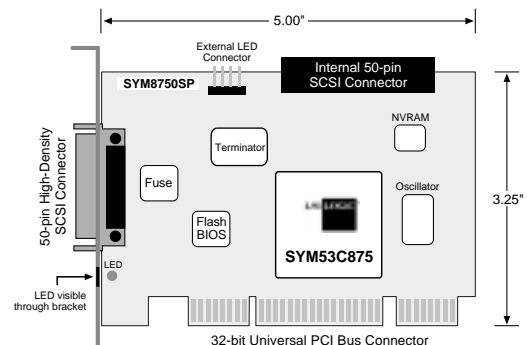 5.00"
External LED
Connector
Internal 50-pin
SCSI Connector
SYM8750SP
NVRAM
Terminator
50-pin High-Density
SCSI Connector
Fuse
Oscillator
3.25"
LOGIC
Flash
BIOS
SYM53C875
LED
LED visible
through bracket
32-bit Universal PCI Bus Connector